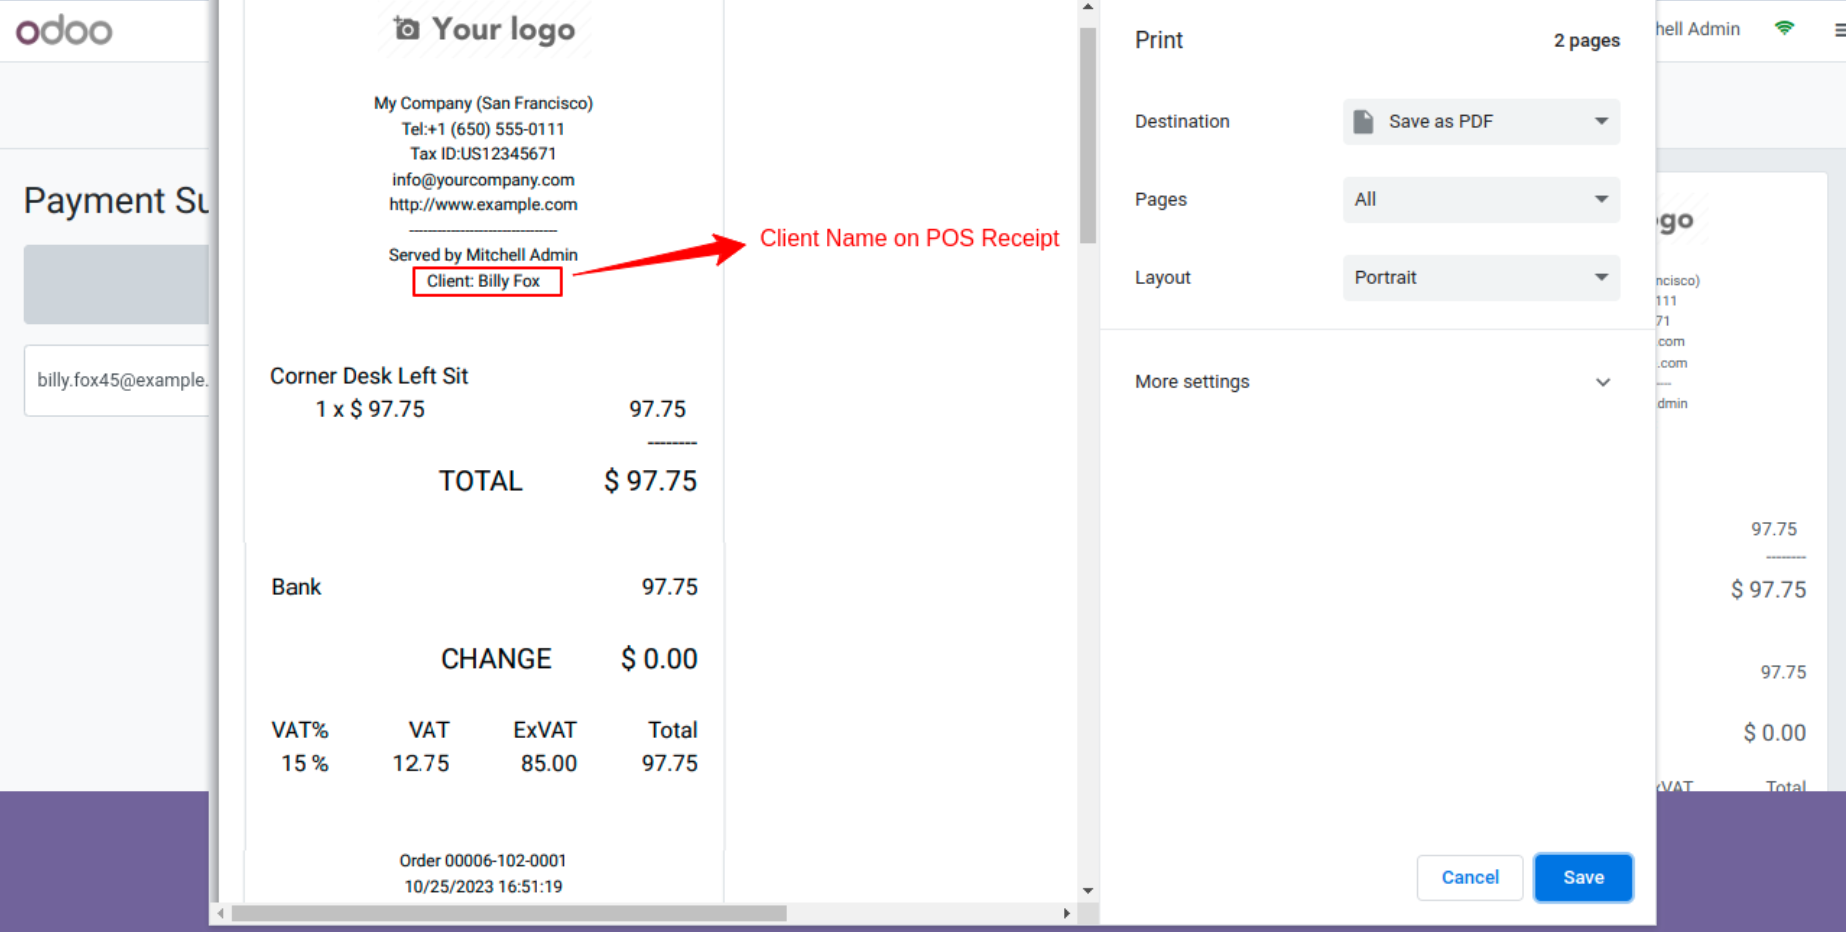 odoo
Payment Su
billy.fox45@example.
Your logo
My Company (San Francisco)
Tel:+1 (650) 555-0111
Tax ID:US12345671
info@yourcompany.com
http://www.example.com
--------------------------------
Served by Mitchell Admin
Client: Billy Fox
Client Name on POS Receipt
Corner Desk Left Sit
1 x $ 97.75 97.75
--------
TOTAL $ 97.75
Bank 97.75
CHANGE $ 0.00
VAT% VAT ExVAT Total
15 % 12.75 85.00 97.75
Order 00006-102-0001
10/25/2023 16:51:19
Print 2 pages
Destination Save as PDF
Pages All
Layout Portrait
More settings
Cancel Save
hell Admin
go
ncisco)
111
71
.com
.com
----
dmin
97.75
--------
$ 97.75
97.75
$ 0.00
xVAT Total